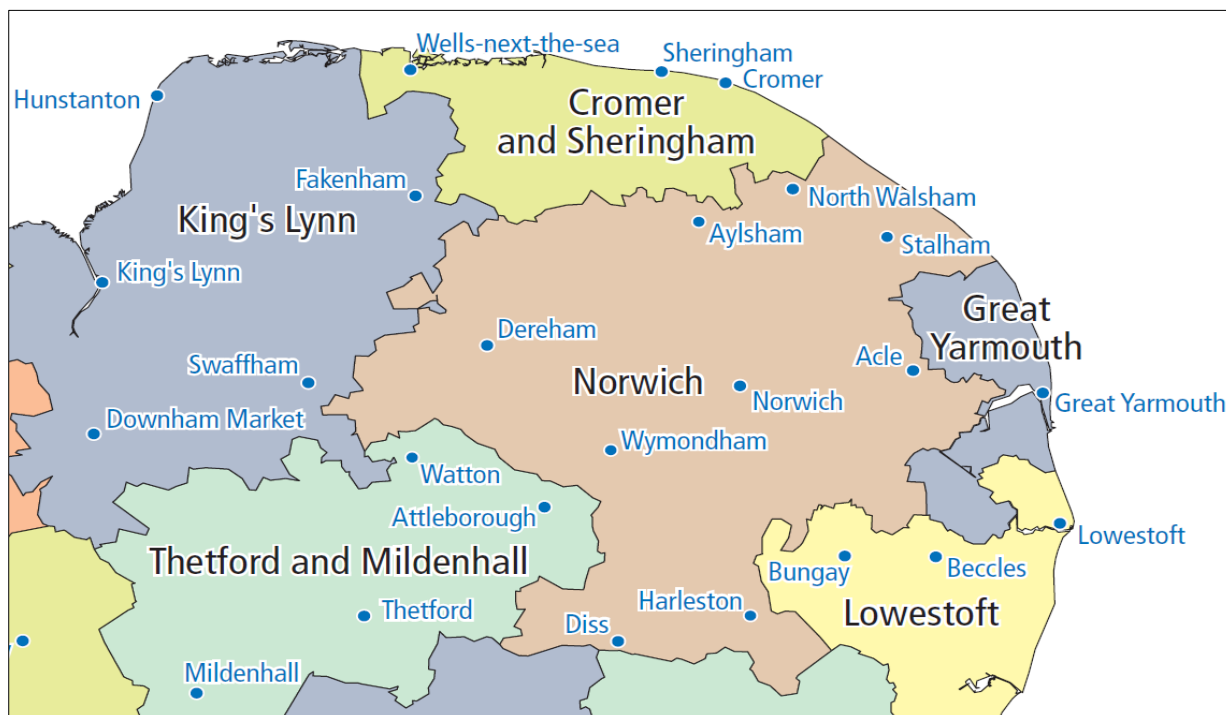 Wells-next-the-sea
Sheringham
Cromer
Hunstanton
Cromer
and Sheringham
Fakenham
North Walsham
King's Lynn
Aylsham
Stalham
King's Lynn
Great
Yarmouth
Dereham
Swaffham
Acle
Norwich
Norwich
Great Yarmouth
Downham Market
Wymondham
Watton
Attleborough
Lowestoft
Thetford and Mildenhall
Bungay
Beccles
Thetford
Harleston
Lowestoft
Diss
Mildenhall